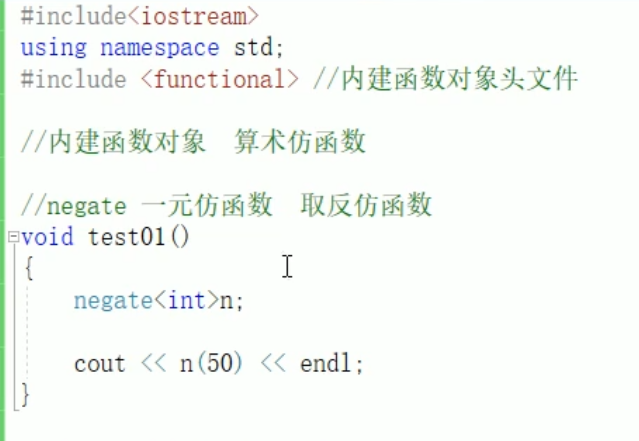 #include<iostream>
using namespace std;
#include <functional> //内建函数对象头文件
//内建函数对象 算术仿函数
//negate 一元仿函数 取反仿函数
void test01()
{
negate<int>n;
cout << n(50) << endl;
}